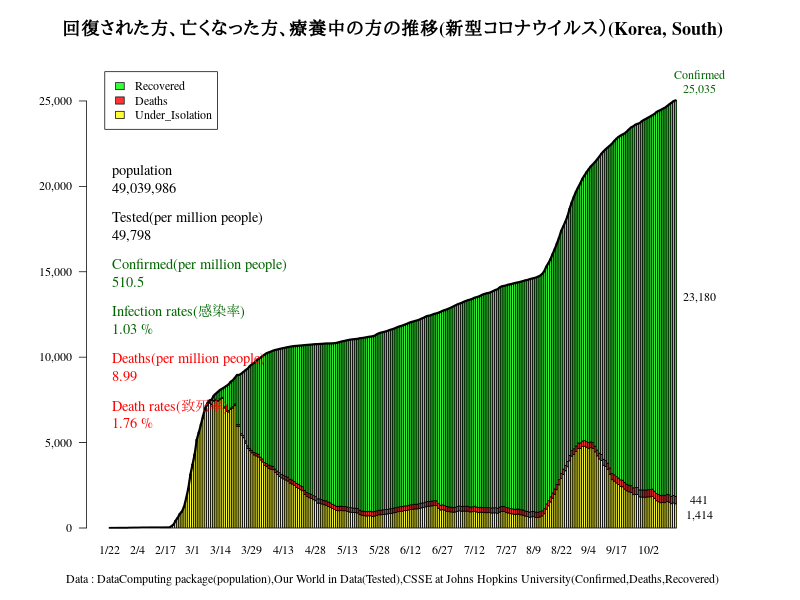 回復された方、亡くなった方、療養中の方の推移(新型コロナウイルス)(Korea, South)
Confirmed
25,035
Recovered
Deaths
Under_Isolation
25,000
20,000
15,000
10,000
5,000
0
population
49,039,986
Tested(per million people)
49,798
Confirmed(per million people)
510.5
Infection rates(感染率)
1.03 %
Deaths(per million people)
8.99
Death rates(致死率)
1.76 %
23,180
441
1,414
1/22 2/4 2/17 3/1 3/14 3/29 4/13 4/28 5/13 5/28 6/12 6/27 7/12 7/27 8/9 8/22 9/4 9/17 10/2
Data : DataComputing package(population),Our World in Data(Tested),CSSE at Johns Hopkins University(Confirmed,Deaths,Recovered)